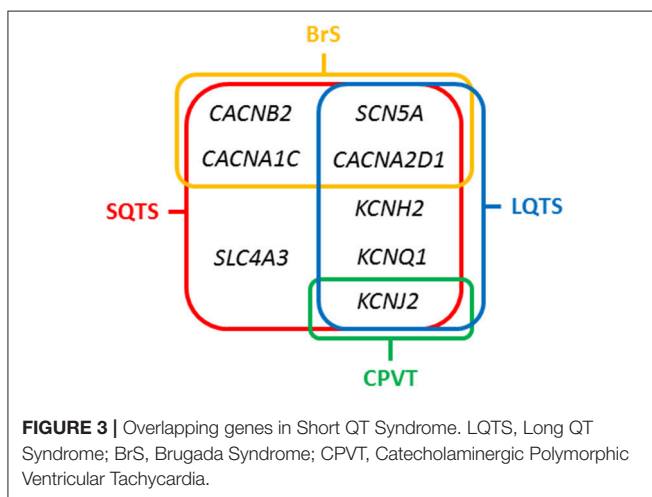 BrS
CACNB2 SCN5A
CACNA1C CACNA2D1
KCNH2
SQTS LQTS
SLC4A3 KCNQ1
KCNJ2
CPVT
FIGURE 3 | Overlapping genes in Short QT Syndrome. LQTS, Long QT
Syndrome; BrS, Brugada Syndrome; CPVT, Catecholaminergic Polymorphic
Ventricular Tachycardia.